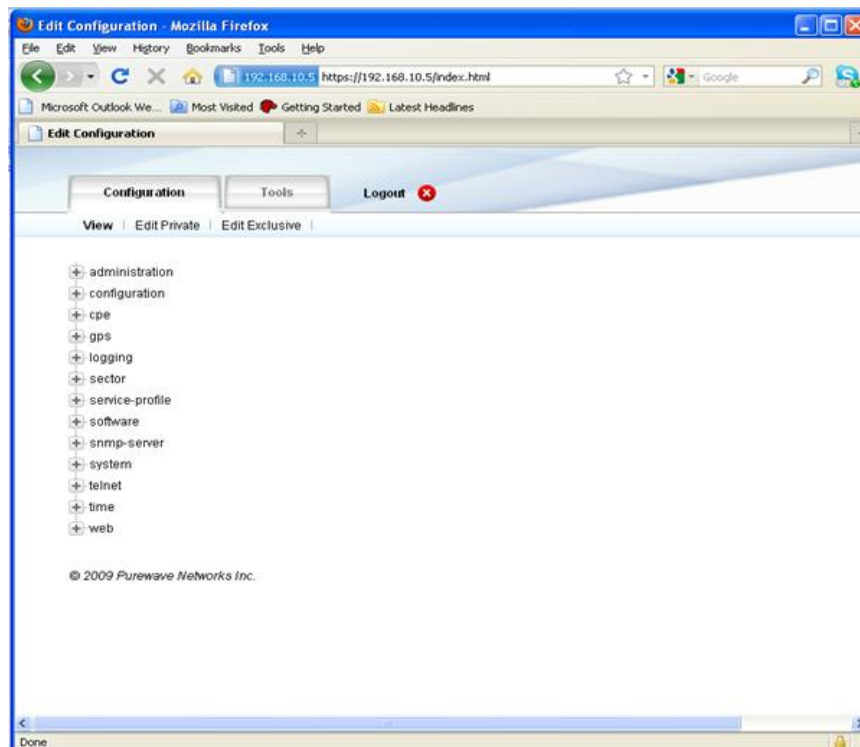 Edit Configuration - Mozilla Firefox
File Edit View History Bookmarks Tools Help
192.168.10.5 https://192.168.10.5/index.html Google
Microsoft Outlook We... Most Visited Getting Started Latest Headlines
Edit Configuration
Configuration Tools Logout
View | Edit Private | Edit Exclusive |
administration
configuration
cpe
gps
logging
sector
service-profile
software
snmp-server
system
telnet
time
web
© 2009 Purewave Networks Inc.
Done